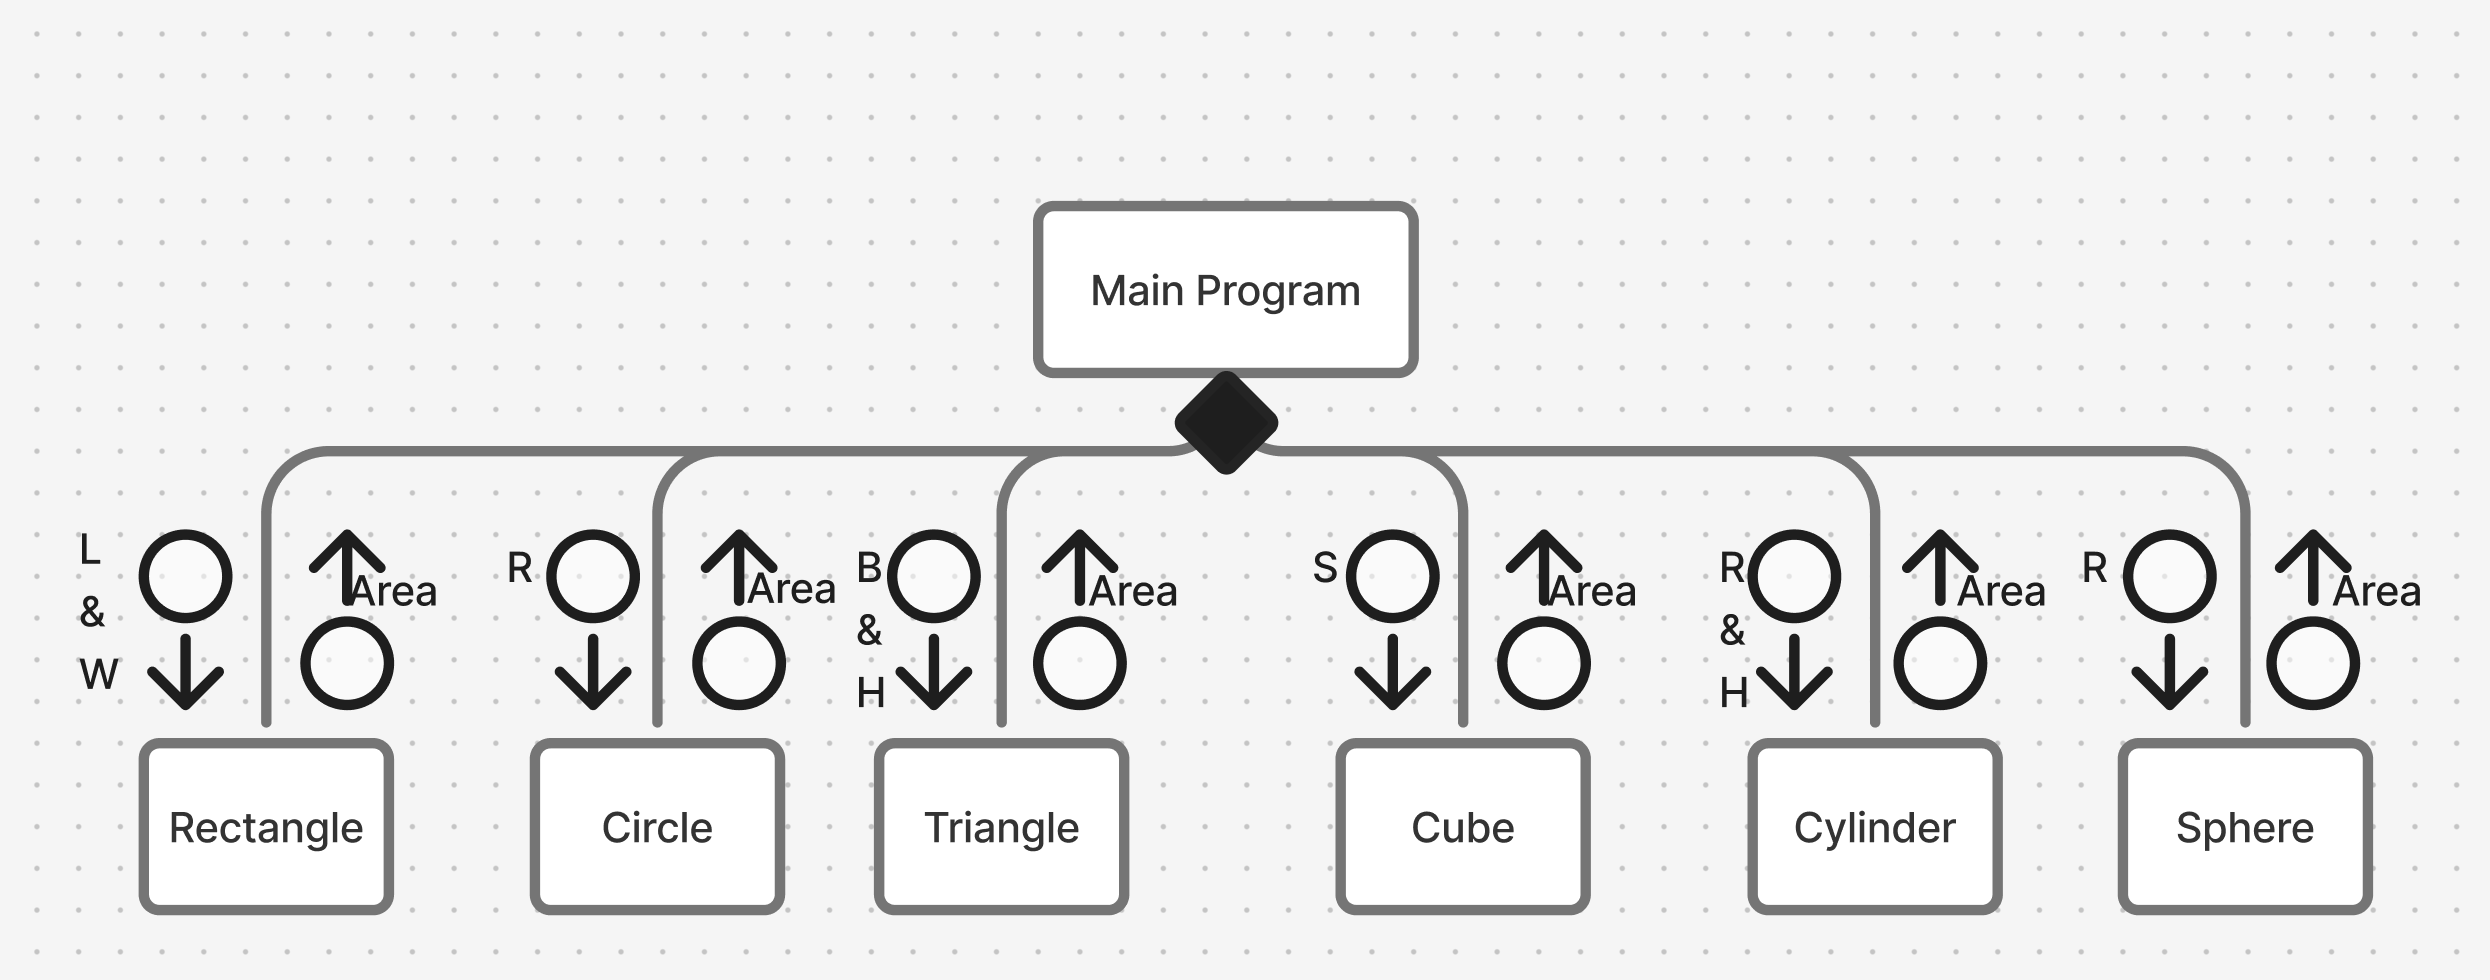 Main Program
L
&
W
Area
R
Area
B
&
H
Area
S
Area
R
&
H
Area
R
Area
Rectangle
Circle
Triangle
Cube
Cylinder
Sphere